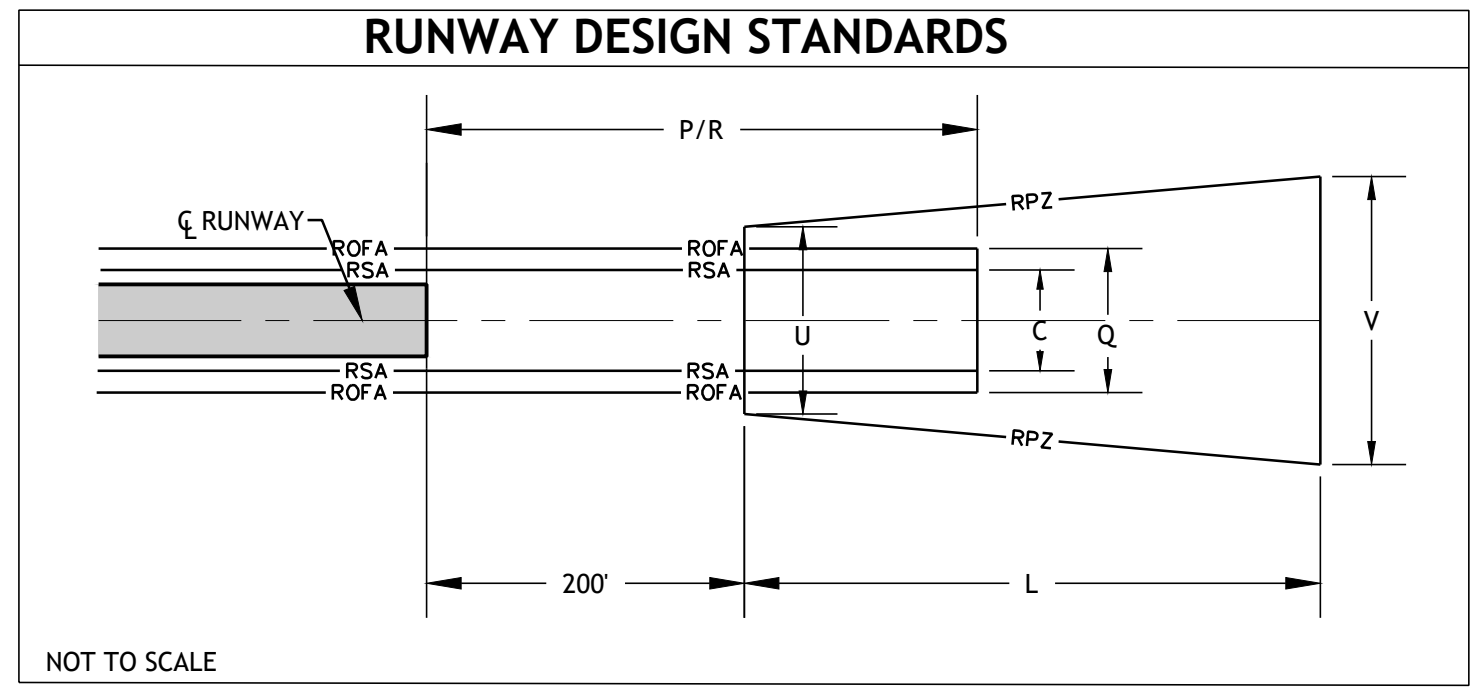 RUNWAY DESIGN STANDARDS
P/R
RPZ
℄ RUNWAY
ROFA ROFA
RSA RSA
U C Q V
RSA RSA
ROFA ROFA
RPZ
200' L
NOT TO SCALE